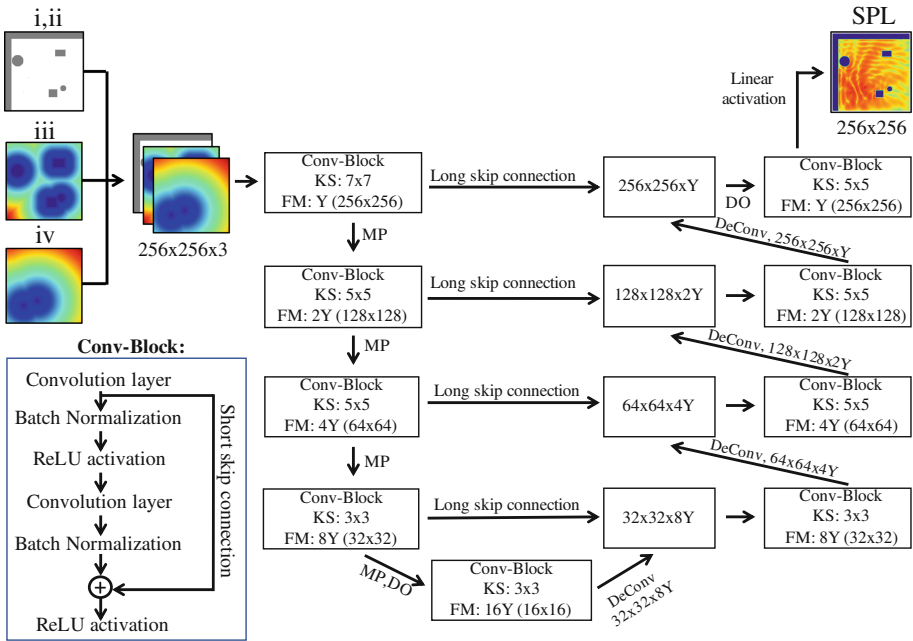 i,ii
iii
iv
256x256x3
SPL
256x256
Linear
activation
Conv-Block
KS: 7x7
FM: Y (256x256)
Long skip connection
256x256xY
DO
Conv-Block
KS: 5x5
FM: Y (256x256)
MP
DeConv, 256x256xY
Conv-Block
KS: 5x5
FM: 2Y (128x128)
Long skip connection
128x128x2Y
Conv-Block
KS: 5x5
FM: 2Y (128x128)
MP
DeConv, 128x128x2Y
Conv-Block
KS: 5x5
FM: 4Y (64x64)
Long skip connection
64x64x4Y
Conv-Block
KS: 5x5
FM: 4Y (64x64)
MP
DeConv, 64x64x4Y
Conv-Block
KS: 3x3
FM: 8Y (32x32)
Long skip connection
32x32x8Y
Conv-Block
KS: 3x3
FM: 8Y (32x32)
MP,DO
Conv-Block
KS: 3x3
FM: 16Y (16x16)
DeConv
32x32x8Y
Conv-Block:
Convolution layer
Batch Normalization
ReLU activation
Convolution layer
Batch Normalization
+
ReLU activation
Short skip connection